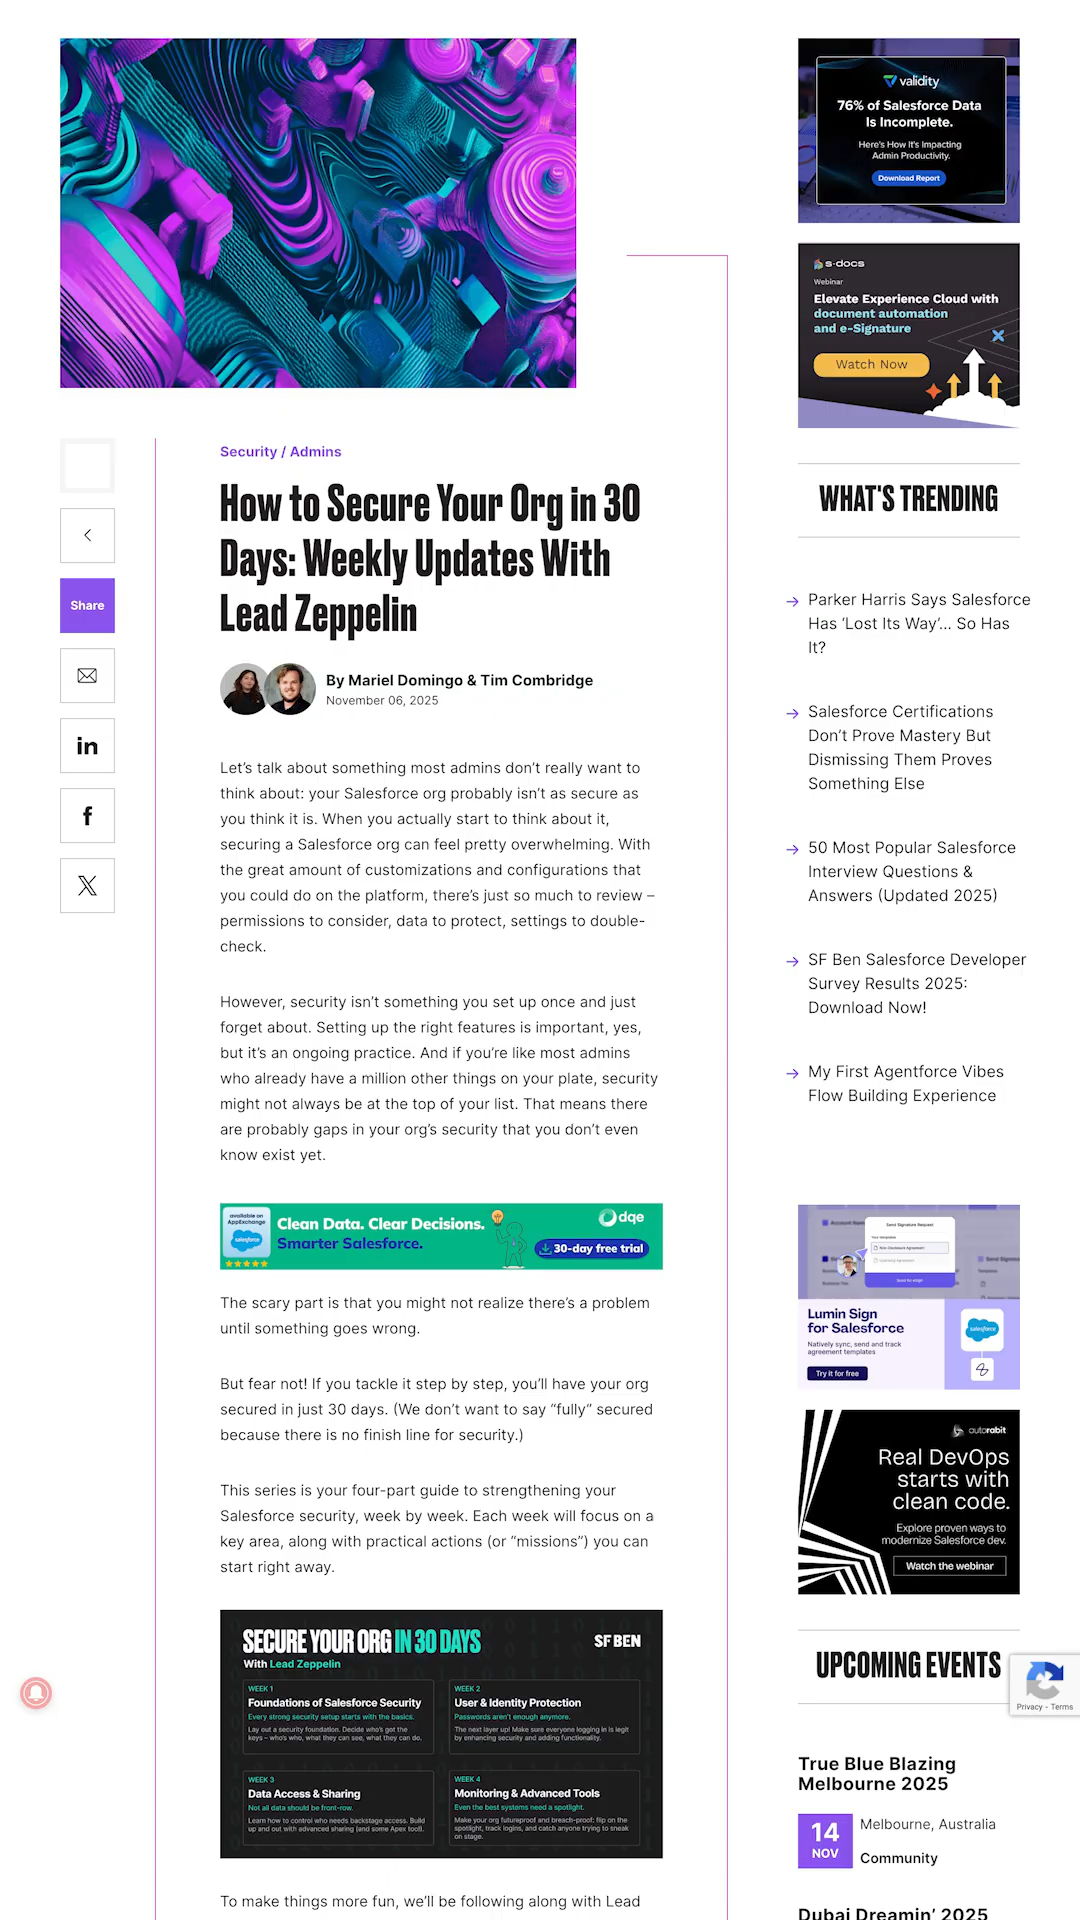 validity
76% of Salesforce Data
Is Incomplete.
Here's How It's Impacting
Admin Productivity.
Download Report
s-docs
Webinar
Elevate Experience Cloud with
document automation
and e-Signature
Watch Now
WHAT'S TRENDING
Parker Harris Says Salesforce
Has ‘Lost Its Way’... So Has
It?
Salesforce Certifications
Don’t Prove Mastery But
Dismissing Them Proves
Something Else
50 Most Popular Salesforce
Interview Questions &
Answers (Updated 2025)
SF Ben Salesforce Developer
Survey Results 2025:
Download Now!
My First Agentforce Vibes
Flow Building Experience
Share
Security / Admins
How to Secure Your Org in 30
Days: Weekly Updates With
Lead Zeppelin
By Mariel Domingo & Tim Combridge
November 06, 2025
Let’s talk about something most admins don’t really want to
think about: your Salesforce org probably isn’t as secure as
you think it is. When you actually start to think about it,
securing a Salesforce org can feel pretty overwhelming. With
the great amount of customizations and configurations that
you could do on the platform, there’s just so much to review –
permissions to consider, data to protect, settings to double-
check.
However, security isn’t something you set up once and just
forget about. Setting up the right features is important, yes,
but it’s an ongoing practice. And if you’re like most admins
who already have a million other things on your plate, security
might not always be at the top of your list. That means there
are probably gaps in your org’s security that you don’t even
know exist yet.
available on
AppExchange
salesforce
Clean Data. Clear Decisions.
Smarter Salesforce.
dqe
30-day free trial
The scary part is that you might not realize there’s a problem
until something goes wrong.
But fear not! If you tackle it step by step, you’ll have your org
secured in just 30 days. (We don’t want to say “fully” secured
because there is no finish line for security.)
This series is your four-part guide to strengthening your
Salesforce security, week by week. Each week will focus on a
key area, along with practical actions (or “missions”) you can
start right away.
SECURE YOUR ORG IN 30 DAYS
With Lead Zeppelin
SF BEN
WEEK 1
Foundations of Salesforce Security
Every strong security setup starts with the basics.
Lay out a security foundation. Decide who's got the
keys – who's who, what they can see, what they can do.
WEEK 2
User & Identity Protection
Passwords aren't enough anymore.
The next layer up! Make sure everyone logging in is legit
by enhancing security and adding functionality.
WEEK 3
Data Access & Sharing
Not all data should be front-row.
Learn how to control who needs backstage access. Build
up and out with advanced sharing (and some Apex too!).
WEEK 4
Monitoring & Advanced Tools
Even the best systems need a spotlight.
Make your org futureproof and breach-proof: flip on the
spotlight, track logins, and catch anyone trying to sneak
on stage.
To make things more fun, we’ll be following along with Lead
Send Signature Request
Lumin Sign
for Salesforce
Natively sync, send and track
agreement templates
Try it for free
salesforce
autorabit
Real DevOps
starts with
clean code.
Explore proven ways to
modernize Salesforce dev.
Watch the webinar
UPCOMING EVENTS
Privacy - Terms
True Blue Blazing
Melbourne 2025
14
NOV
Melbourne, Australia
Community
Dubai Dreamin’ 2025